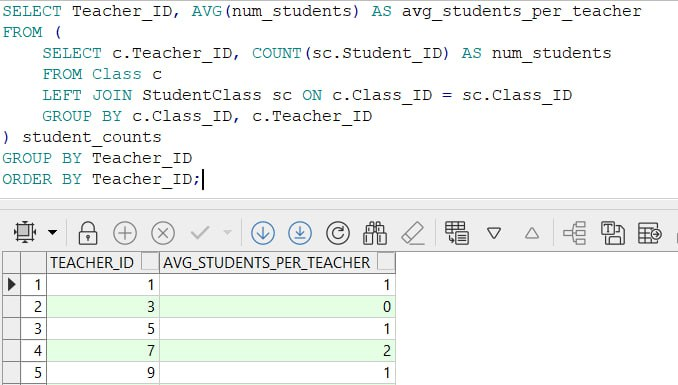 SELECT Teacher_ID, AVG(num_students) AS avg_students_per_teacher
FROM (
    SELECT c.Teacher_ID, COUNT(sc.Student_ID) AS num_students
    FROM Class c
    LEFT JOIN StudentClass sc ON c.Class_ID = sc.Class_ID
    GROUP BY c.Class_ID, c.Teacher_ID
) student_counts
GROUP BY Teacher_ID
ORDER BY Teacher_ID;
TEACHER_ID AVG_STUDENTS_PER_TEACHER
1 1 1
2 3 0
3 5 1
4 7 2
5 9 1